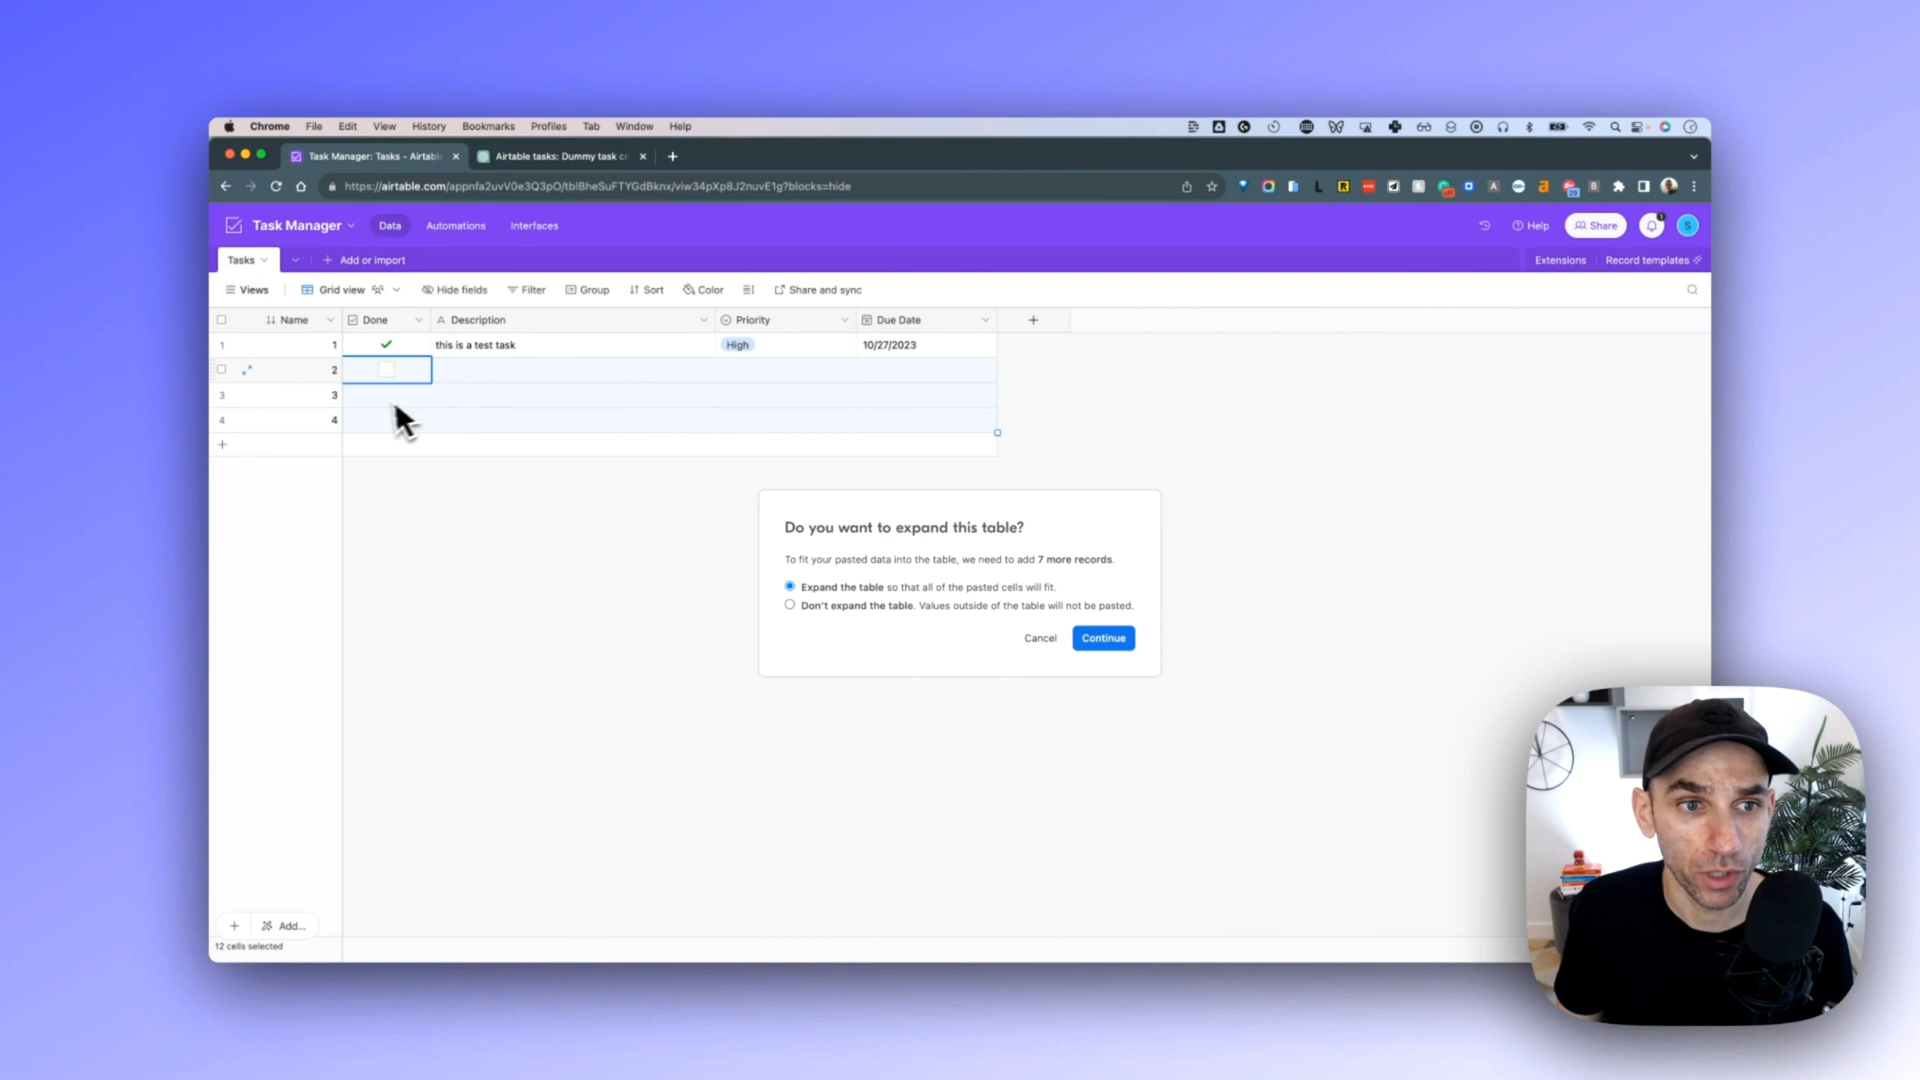 Chrome File Edit View History Bookmarks Profiles Tab Window Help
Task Manager: Tasks - Airtabl
Airtable tasks: Dummy task cr
https://airtable.com/appnfa2uvV0e3Q3pO/tblBheSuFTYGdBknx/viw34pXp8J2nuvE1g?blocks=hide
Task Manager Data Automations Interfaces Help Share 1 S
Tasks Add or import Extensions Record templates
Views Grid view Hide fields Filter Group Sort Color Share and sync
Name Done Description Priority Due Date
1 1 this is a test task High 10/27/2023
2
3 3
4 4
Do you want to expand this table?
To fit your pasted data into the table, we need to add 7 more records.
Expand the table so that all of the pasted cells will fit.
Don't expand the table. Values outside of the table will not be pasted.
Cancel Continue
Add...
12 cells selected